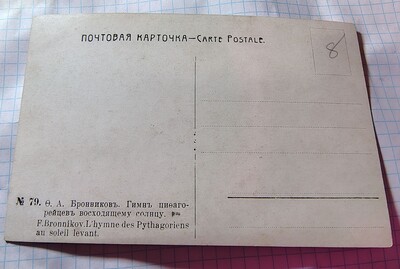 ПОЧТОВАЯ КАРТОЧКА—CARTE POSTALE.
8
№ 79. Ѳ. А. Бронниковъ. Гимнъ пиѳаго-
рейцевъ восходящему солнцу.
F. Bronnikov. L'hymne des Pythagoriens
au soleil levant.